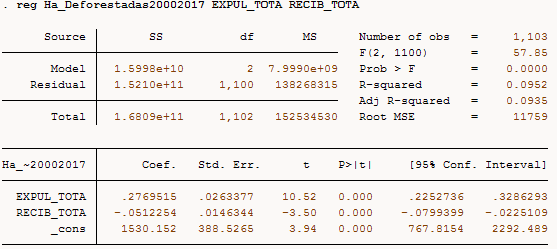 . reg Ha_Deforestadas20002017 EXPUL_TOTA RECIB_TOTA
Source SS df MS Number of obs = 1,103
F(2, 1100) = 57.85
Model 1.5998e+10 2 7.9990e+09 Prob > F = 0.0000
Residual 1.5210e+11 1,100 138268315 R-squared = 0.0952
Adj R-squared = 0.0935
Total 1.6809e+11 1,102 152534530 Root MSE = 11759
Ha_~20002017 Coef. Std. Err. t P>|t| [95% Conf. Interval]
EXPUL_TOTA .2769515 .0263377 10.52 0.000 .2252736 .3286293
RECIB_TOTA -.0512254 .0146344 -3.50 0.000 -.0799399 -.0225109
_cons 1530.152 388.5265 3.94 0.000 767.8154 2292.489